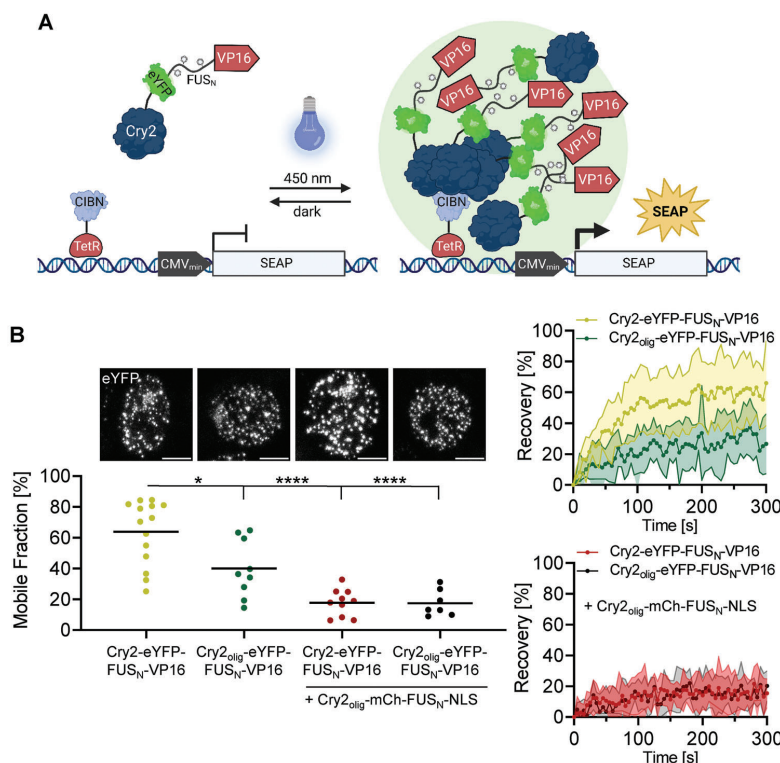 A
VP16
eYFP
FUSN
Cry2
CIBN
TetR
CMVmin
SEAP
450 nm
dark
VP16
VP16
VP16
VP16
VP16
VP16
CIBN
TetR
SEAP
CMVmin
SEAP
B
eYFP
Mobile Fraction [%]
100
80
60
40
20
0
* **** ****
Cry2-eYFP-
FUSN-VP16
Cry2olig-eYFP-
FUSN-VP16
Cry2-eYFP-
FUSN-VP16
Cry2olig-eYFP-
FUSN-VP16
+ Cry2olig-mCh-FUSN-NLS
Cry2-eYFP-FUSN-VP16
Cry2olig-eYFP-FUSN-VP16
Recovery [%]
100
80
60
40
20
0
0 100 200 300
Time [s]
Cry2-eYFP-FUSN-VP16
Cry2olig-eYFP-FUSN-VP16
+ Cry2olig-mCh-FUSN-NLS
Recovery [%]
100
80
60
40
20
0
0 100 200 300
Time [s]